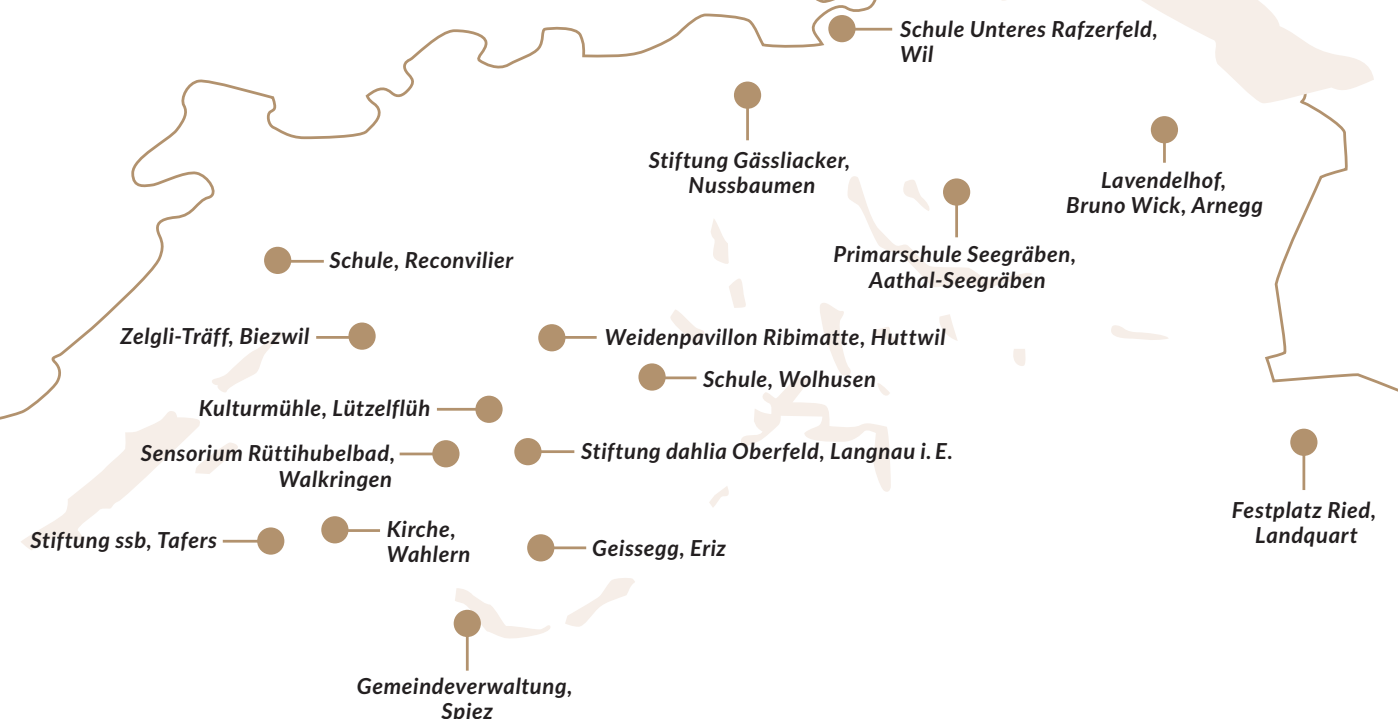 Schule Unteres Rafzerfeld,
Wil
Stiftung Gässliacker,
Nussbaumen
Lavendelhof,
Bruno Wick, Arnegg
Primarschule Seegräben,
Aathal-Seegräben
Schule, Reconvilier
Zelgli-Träff, Biezwil
Weidenpavillon Ribimatte, Huttwil
Schule, Wolhusen
Kulturmühle, Lützelflüh
Sensorium Rüttihubelbad,
Walkringen
Stiftung dahlia Oberfeld, Langnau i. E.
Festplatz Ried,
Landquart
Stiftung ssb, Tafers
Kirche,
Wahlern
Geissegg, Eriz
Gemeindeverwaltung,
Spiez